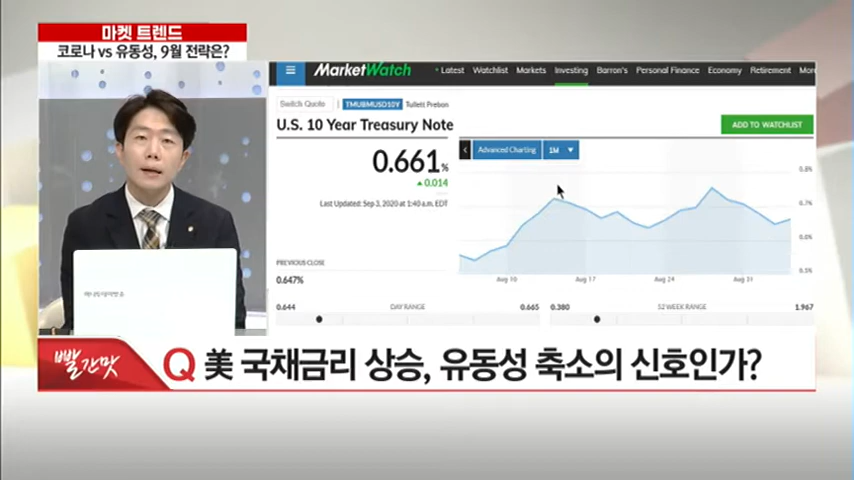 마켓 트렌드
코로나 vs 유동성, 9월 전략은?
MarketWatch Latest Watchlist Markets Investing Barron's Personal Finance Economy Retirement Mor
Switch Quote | TMUBMUSD10Y Tullett Prebon
U.S. 10 Year Treasury Note
ADD TO WATCHLIST
0.661%
0.014
Last Updated: Sep 3, 2020 at 1:40 a.m. EDT
Advanced Charting 1M
0.8%
0.7%
0.6%
0.5%
Aug 10 Aug 17 Aug 24 Aug 31
PREVIOUS CLOSE
0.647%
0.644 DAY RANGE 0.665 0.380 52 WEEK RANGE 1.967
빨간맛
Q 美 국채금리 상승, 유동성 축소의 신호인가?